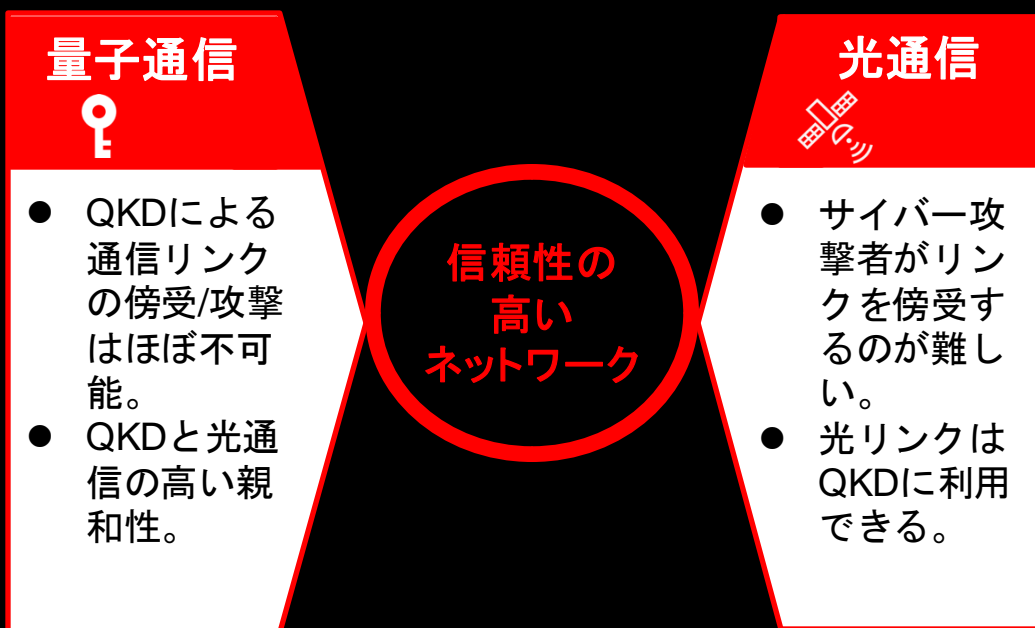 量子通信
● QKDによる
通信リンク
の傍受/攻撃
はほぼ不可
能。
● QKDと光通
信の高い親
和性。
信頼性の
高い
ネットワーク
光通信
● サイバー攻
撃者がリン
クを傍受す
るのが難し
い。
● 光リンクは
QKDに利用
できる。